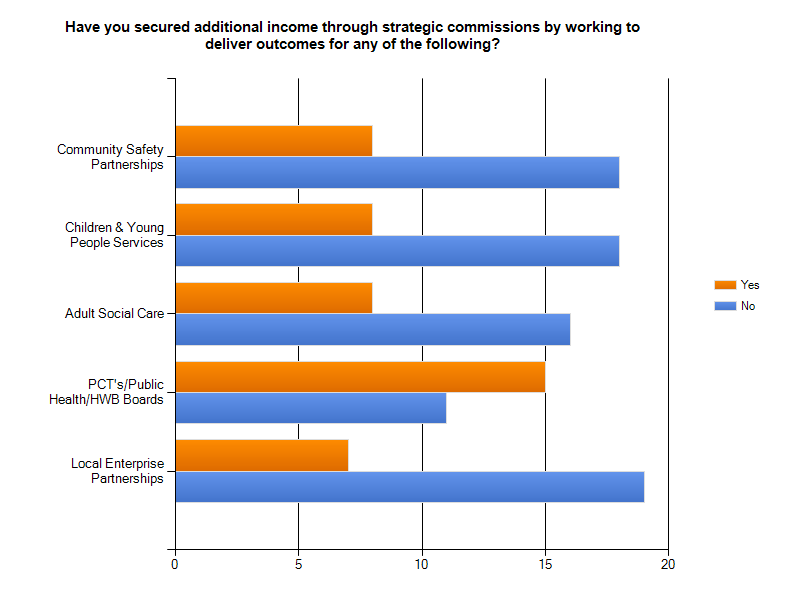 Have you secured additional income through strategic commissions by working to
deliver outcomes for any of the following?
Community Safety
Partnerships
Children & Young
People Services
Adult Social Care
PCT's/Public
Health/HWB Boards
Local Enterprise
Partnerships
0 5 10 15 20
Yes
No